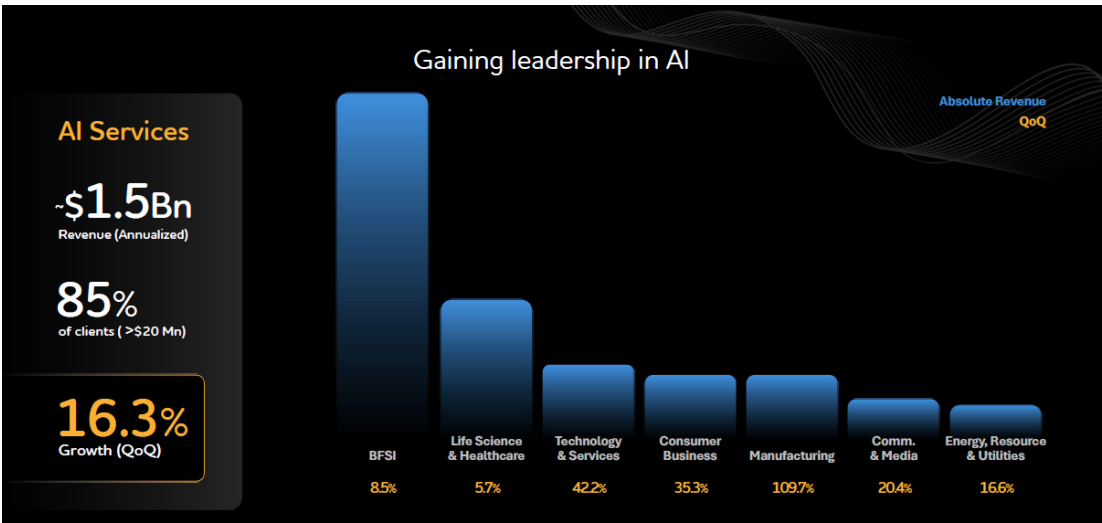 Gaining leadership in AI
AI Services
~$1.5Bn
Revenue (Annualized)
85%
of clients ( >$20 Mn)
16.3%
Growth (QoQ)
Absolute Revenue
QoQ
BFSI
8.5%
Life Science
& Healthcare
5.7%
Technology
& Services
42.2%
Consumer
Business
35.3%
Manufacturing
109.7%
Comm.
& Media
20.4%
Energy, Resource
& Utilities
16.6%